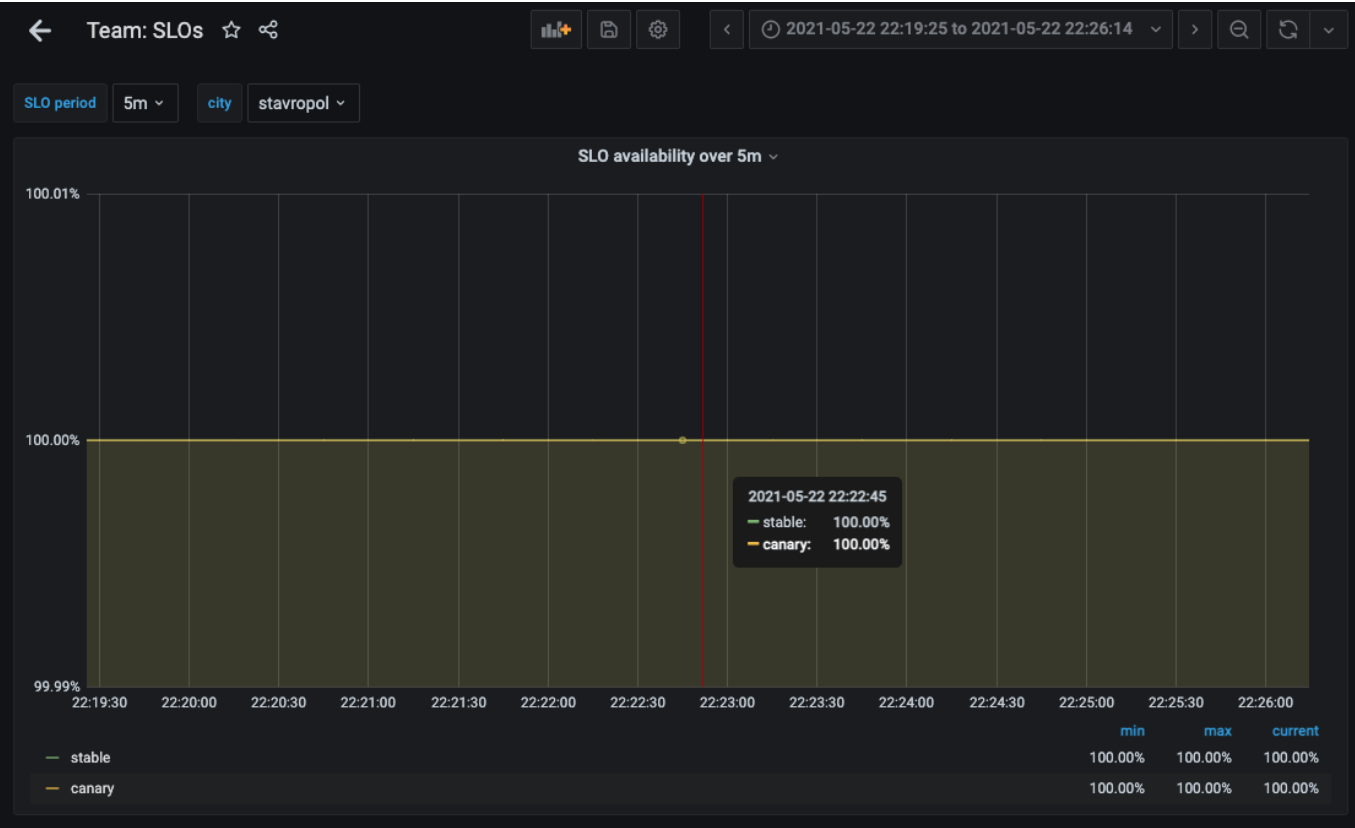 Team: SLOs 2021-05-22 22:19:25 to 2021-05-22 22:26:14
SLO period 5m city stavropol
SLO availability over 5m
100.01%
100.00%
2021-05-22 22:22:45
stable: 100.00%
canary: 100.00%
99.99%
22:19:30 22:20:00 22:20:30 22:21:00 22:21:30 22:22:00 22:22:30 22:23:00 22:23:30 22:24:00 22:24:30 22:25:00 22:25:30 22:26:00
min max current
stable 100.00% 100.00% 100.00%
canary 100.00% 100.00% 100.00%